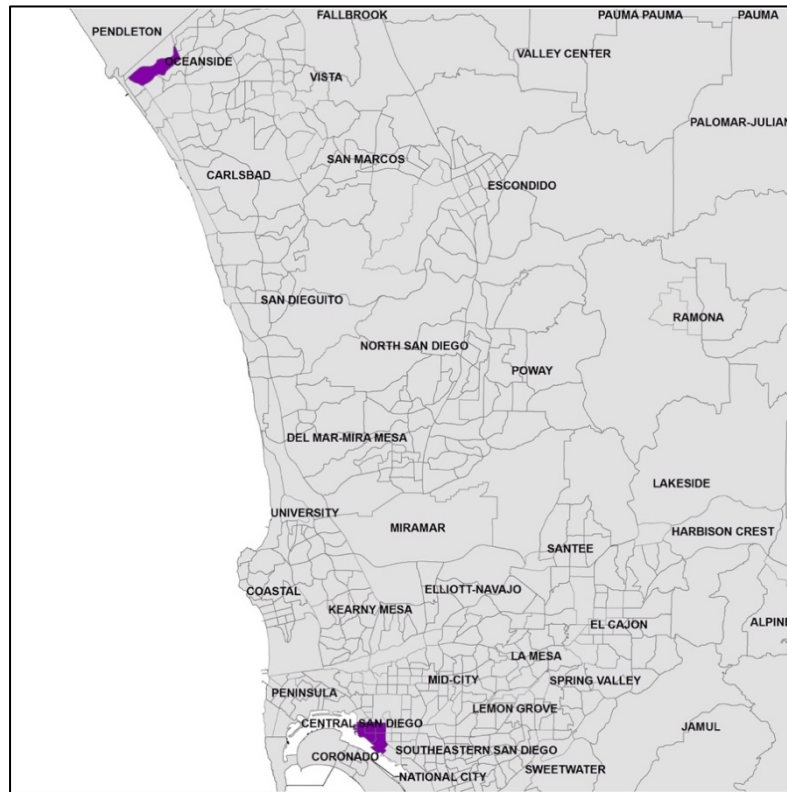 FALLBROOK
PAUMA PAUMA
PAUMA
PENDLETON
VALLEY CENTER
OCEANSIDE
VISTA
PALOMAR-JULIAN
SAN MARCOS
CARLSBAD
ESCONDIDO
SAN DIEGUITO
RAMONA
NORTH SAN DIEGO
POWAY
DEL MAR-MIRA MESA
LAKESIDE
UNIVERSITY
MIRAMAR
HARBISON CREST
SANTEE
COASTAL
ELLIOTT-NAVAJO
KEARNY MESA
EL CAJON
ALPINE
LA MESA
MID-CITY
SPRING VALLEY
PENINSULA
LEMON GROVE
CENTRAL SAN DIEGO
JAMUL
SOUTHEASTERN SAN DIEGO
CORONADO
SWEETWATER
NATIONAL CITY